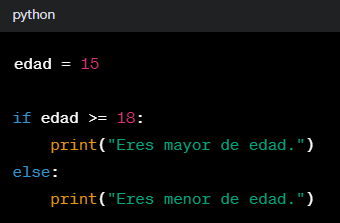 python
edad = 15
if edad >= 18:
    print("Eres mayor de edad.")
else:
    print("Eres menor de edad.")